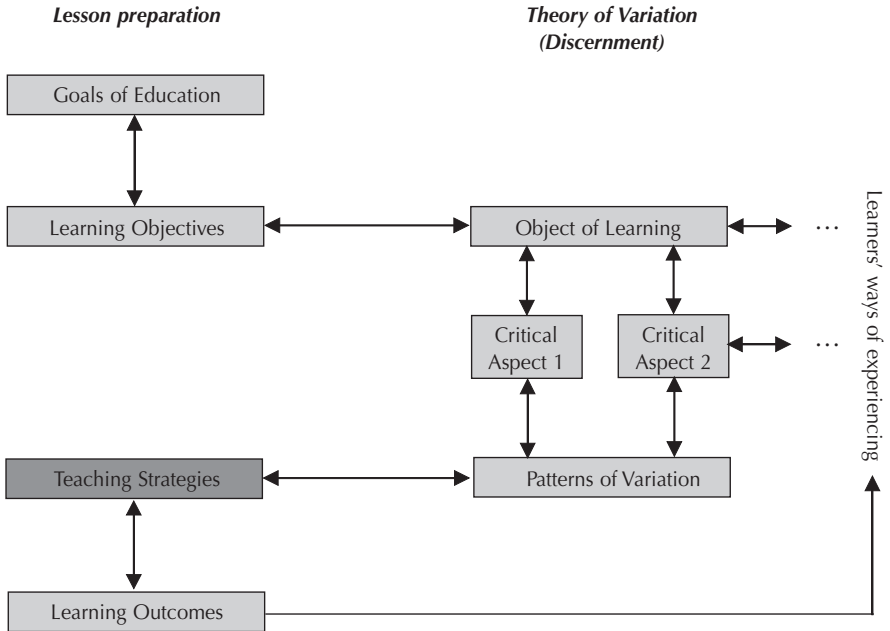 Lesson preparation
Theory of Variation
(Discernment)
Goals of Education
Learning Objectives
Object of Learning
…
Critical
Aspect 1
Critical
Aspect 2
…
Learners' ways of experiencing
Teaching Strategies
Patterns of Variation
Learning Outcomes